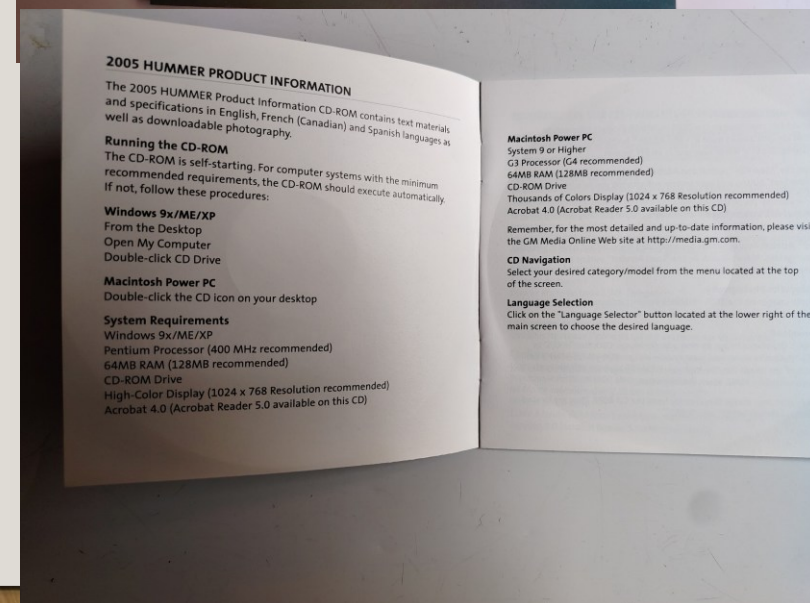 2005 HUMMER PRODUCT INFORMATION
The 2005 HUMMER Product Information CD-ROM contains text materials
and specifications in English, French (Canadian) and Spanish languages as
well as downloadable photography.
Running the CD-ROM
The CD-ROM is self-starting. For computer systems with the minimum
recommended requirements, the CD-ROM should execute automatically.
If not, follow these procedures:
Windows 9x/ME/XP
From the Desktop
Open My Computer
Double-click CD Drive
Macintosh Power PC
Double-click the CD icon on your desktop
System Requirements
Windows 9x/ME/XP
Pentium Processor (400 MHz recommended)
64MB RAM (128MB recommended)
CD-ROM Drive
High-Color Display (1024 x 768 Resolution recommended)
Acrobat 4.0 (Acrobat Reader 5.0 available on this CD)
Macintosh Power PC
System 9 or Higher
G3 Processor (G4 recommended)
64MB RAM (128MB recommended)
CD-ROM Drive
Thousands of Colors Display (1024 x 768 Resolution recommended)
Acrobat 4.0 (Acrobat Reader 5.0 available on this CD)
Remember, for the most detailed and up-to-date information, please visi
the GM Media Online Web site at http://media.gm.com.
CD Navigation
Select your desired category/model from the menu located at the top
of the screen.
Language Selection
Click on the "Language Selector" button located at the lower right of the
main screen to choose the desired language.